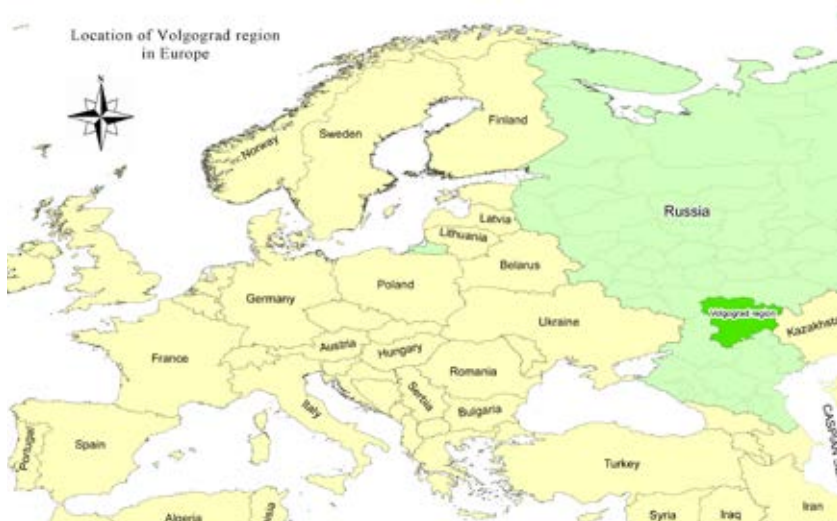 Location of Volgograd region
in Europe
N
Norway
Sweden
Finland
Russia
Latvia
Lithuania
Belarus
Poland
Germany
Ukraine
Volgograd region
Kazakhsta
France
Austria
Hungary
Romania
Serbia
Italy
Bulgaria
Portugal
Spain
Turkey
CASPIAN
Algeria
Syria
Iraq
Iran